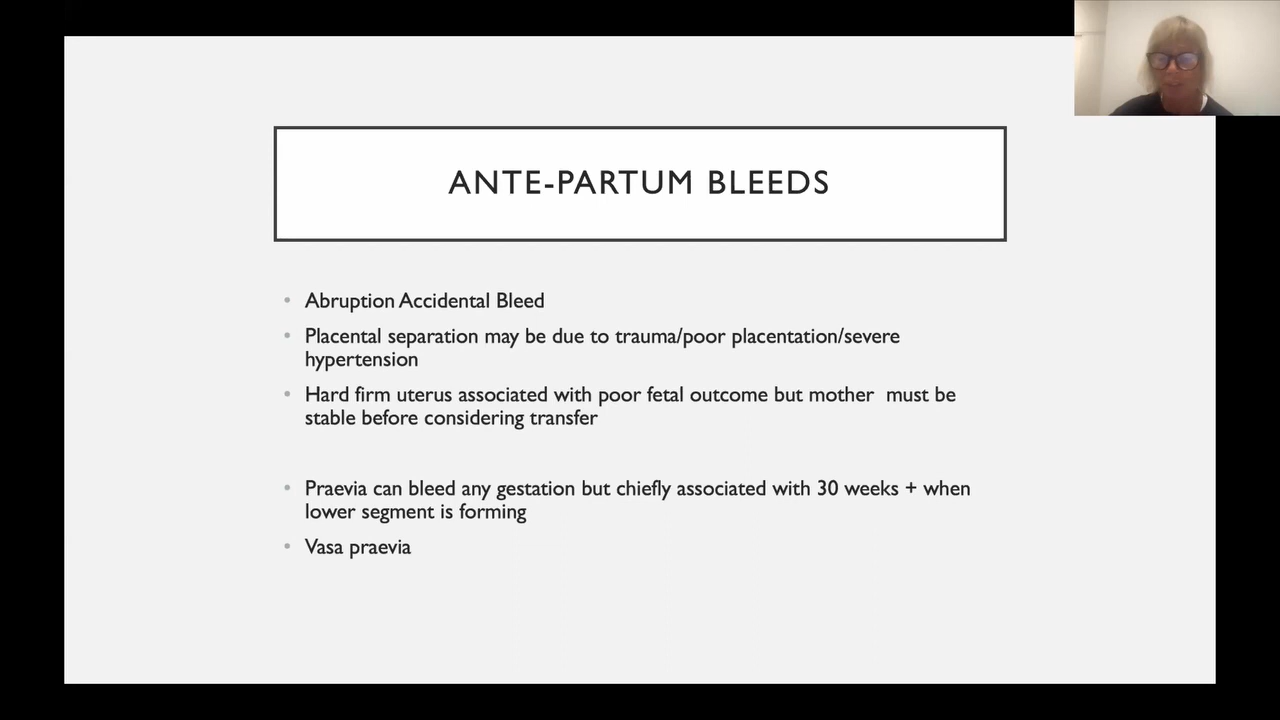 ANTE-PARTUM BLEEDS
• Abruption Accidental Bleed
• Placental separation may be due to trauma/poor placentation/severe
hypertension
• Hard firm uterus associated with poor fetal outcome but mother  must be
stable before considering transfer
• Praevia can bleed any gestation but chiefly associated with 30 weeks + when
lower segment is forming
• Vasa praevia